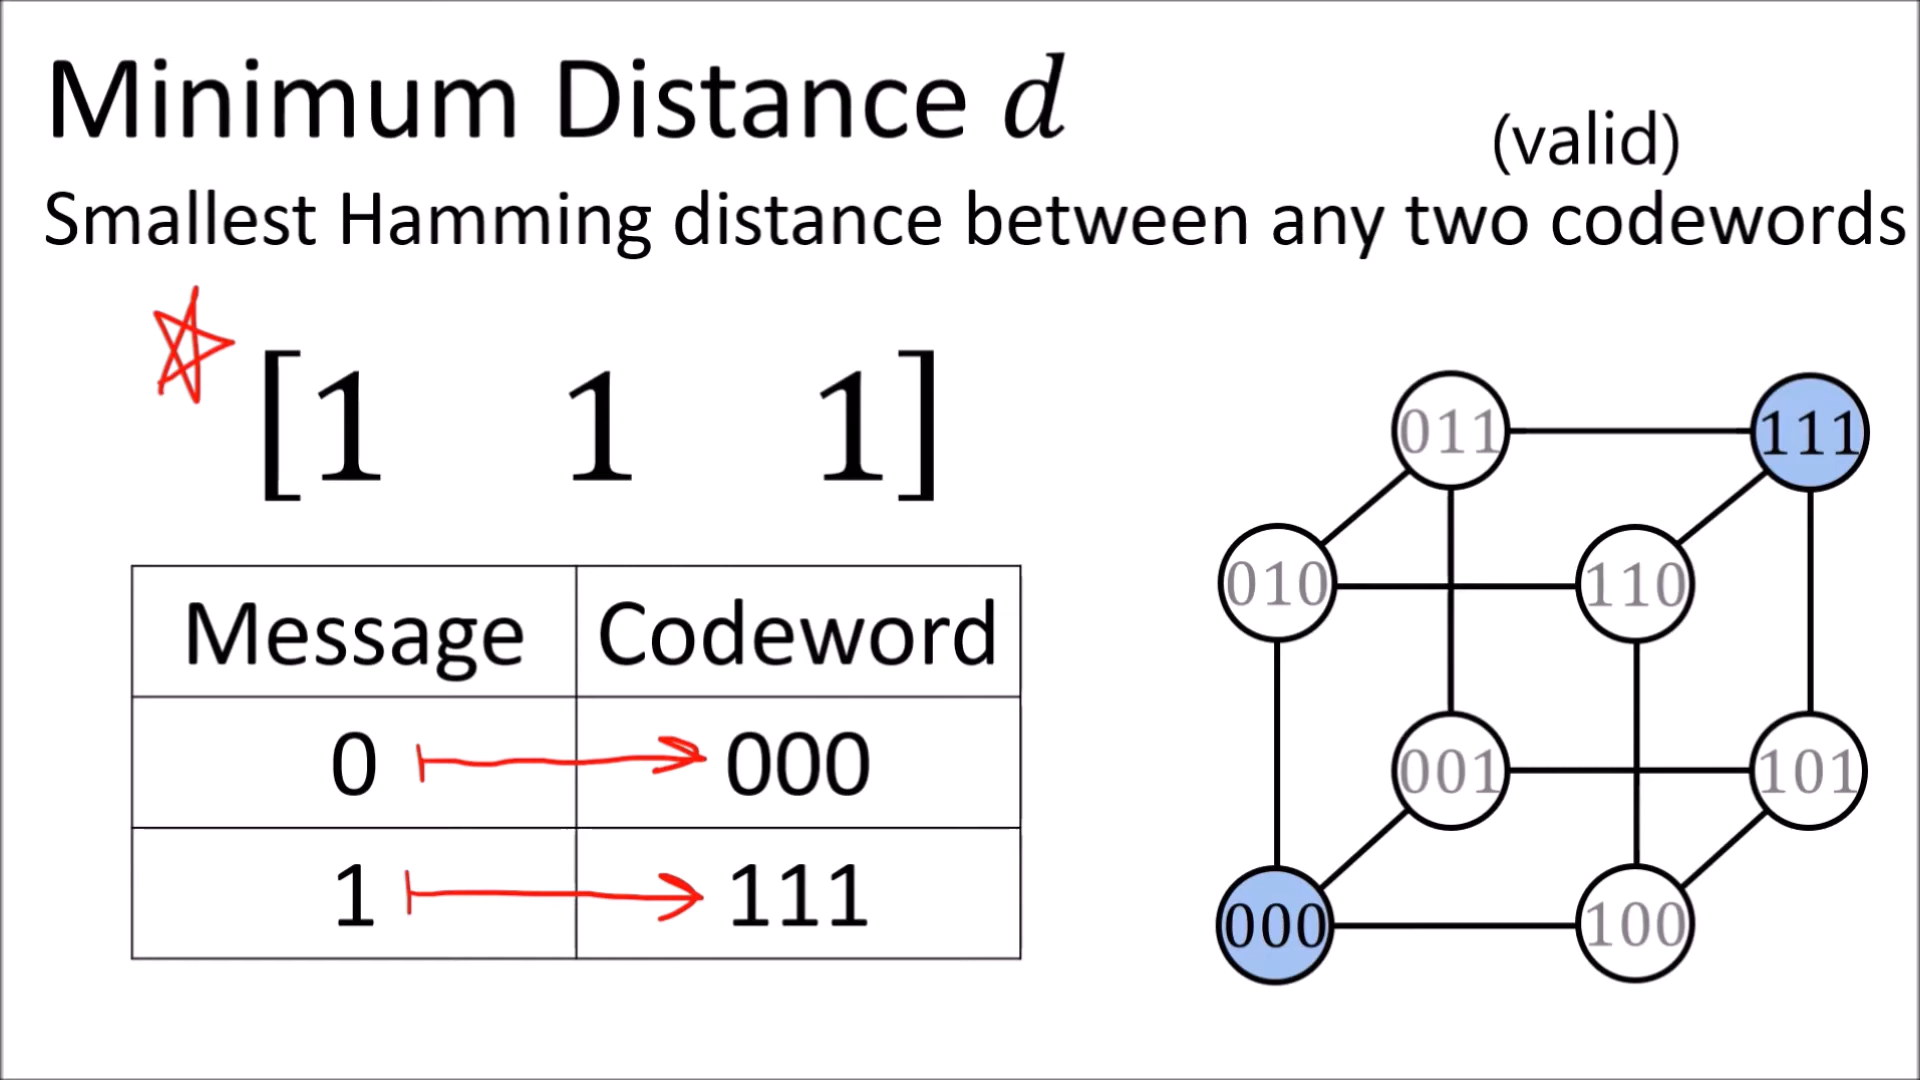 Minimum Distance d
(valid)
Smallest Hamming distance between any two codewords
[1 1 1]
Message Codeword
0 000
1 111
011 111
010 110
001 101
000 100